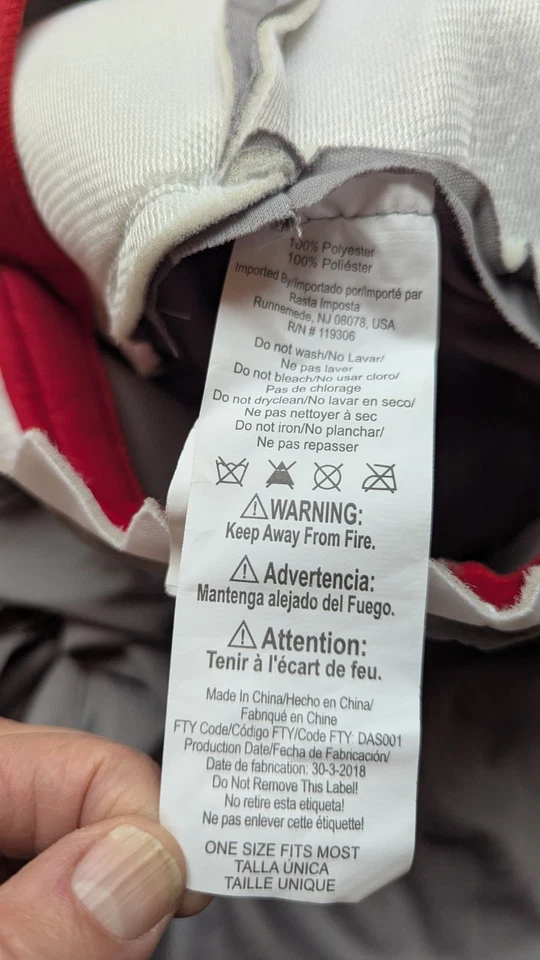 100% Polyester
100% Poliéster
Imported By/Importado por/Importé par
Rasta Imposta
Runnemede, NJ 08078, USA
R/N # 119306
Do not wash/No Lavar/
Ne pas laver
Do not bleach/No usar cloro/
Pas de chlorage
Do not dryclean/No lavar en seco/
Ne pas nettoyer à sec
Do not iron/No planchar/
Ne pas repasser
WARNING:
Keep Away From Fire.
Advertencia:
Mantenga alejado del Fuego.
Attention:
Tenir à l'écart de feu.
Made In China/Hecho en China/
Fabriqué en Chine
FTY Code/Código FTY/Code FTY: DAS001
Production Date/Fecha de Fabricación/
Date de fabrication: 30-3-2018
Do Not Remove This Label!
No retire esta etiqueta!
Ne pas enlever cette étiquette!
ONE SIZE FITS MOST
TALLA ÚNICA
TAILLE UNIQUE